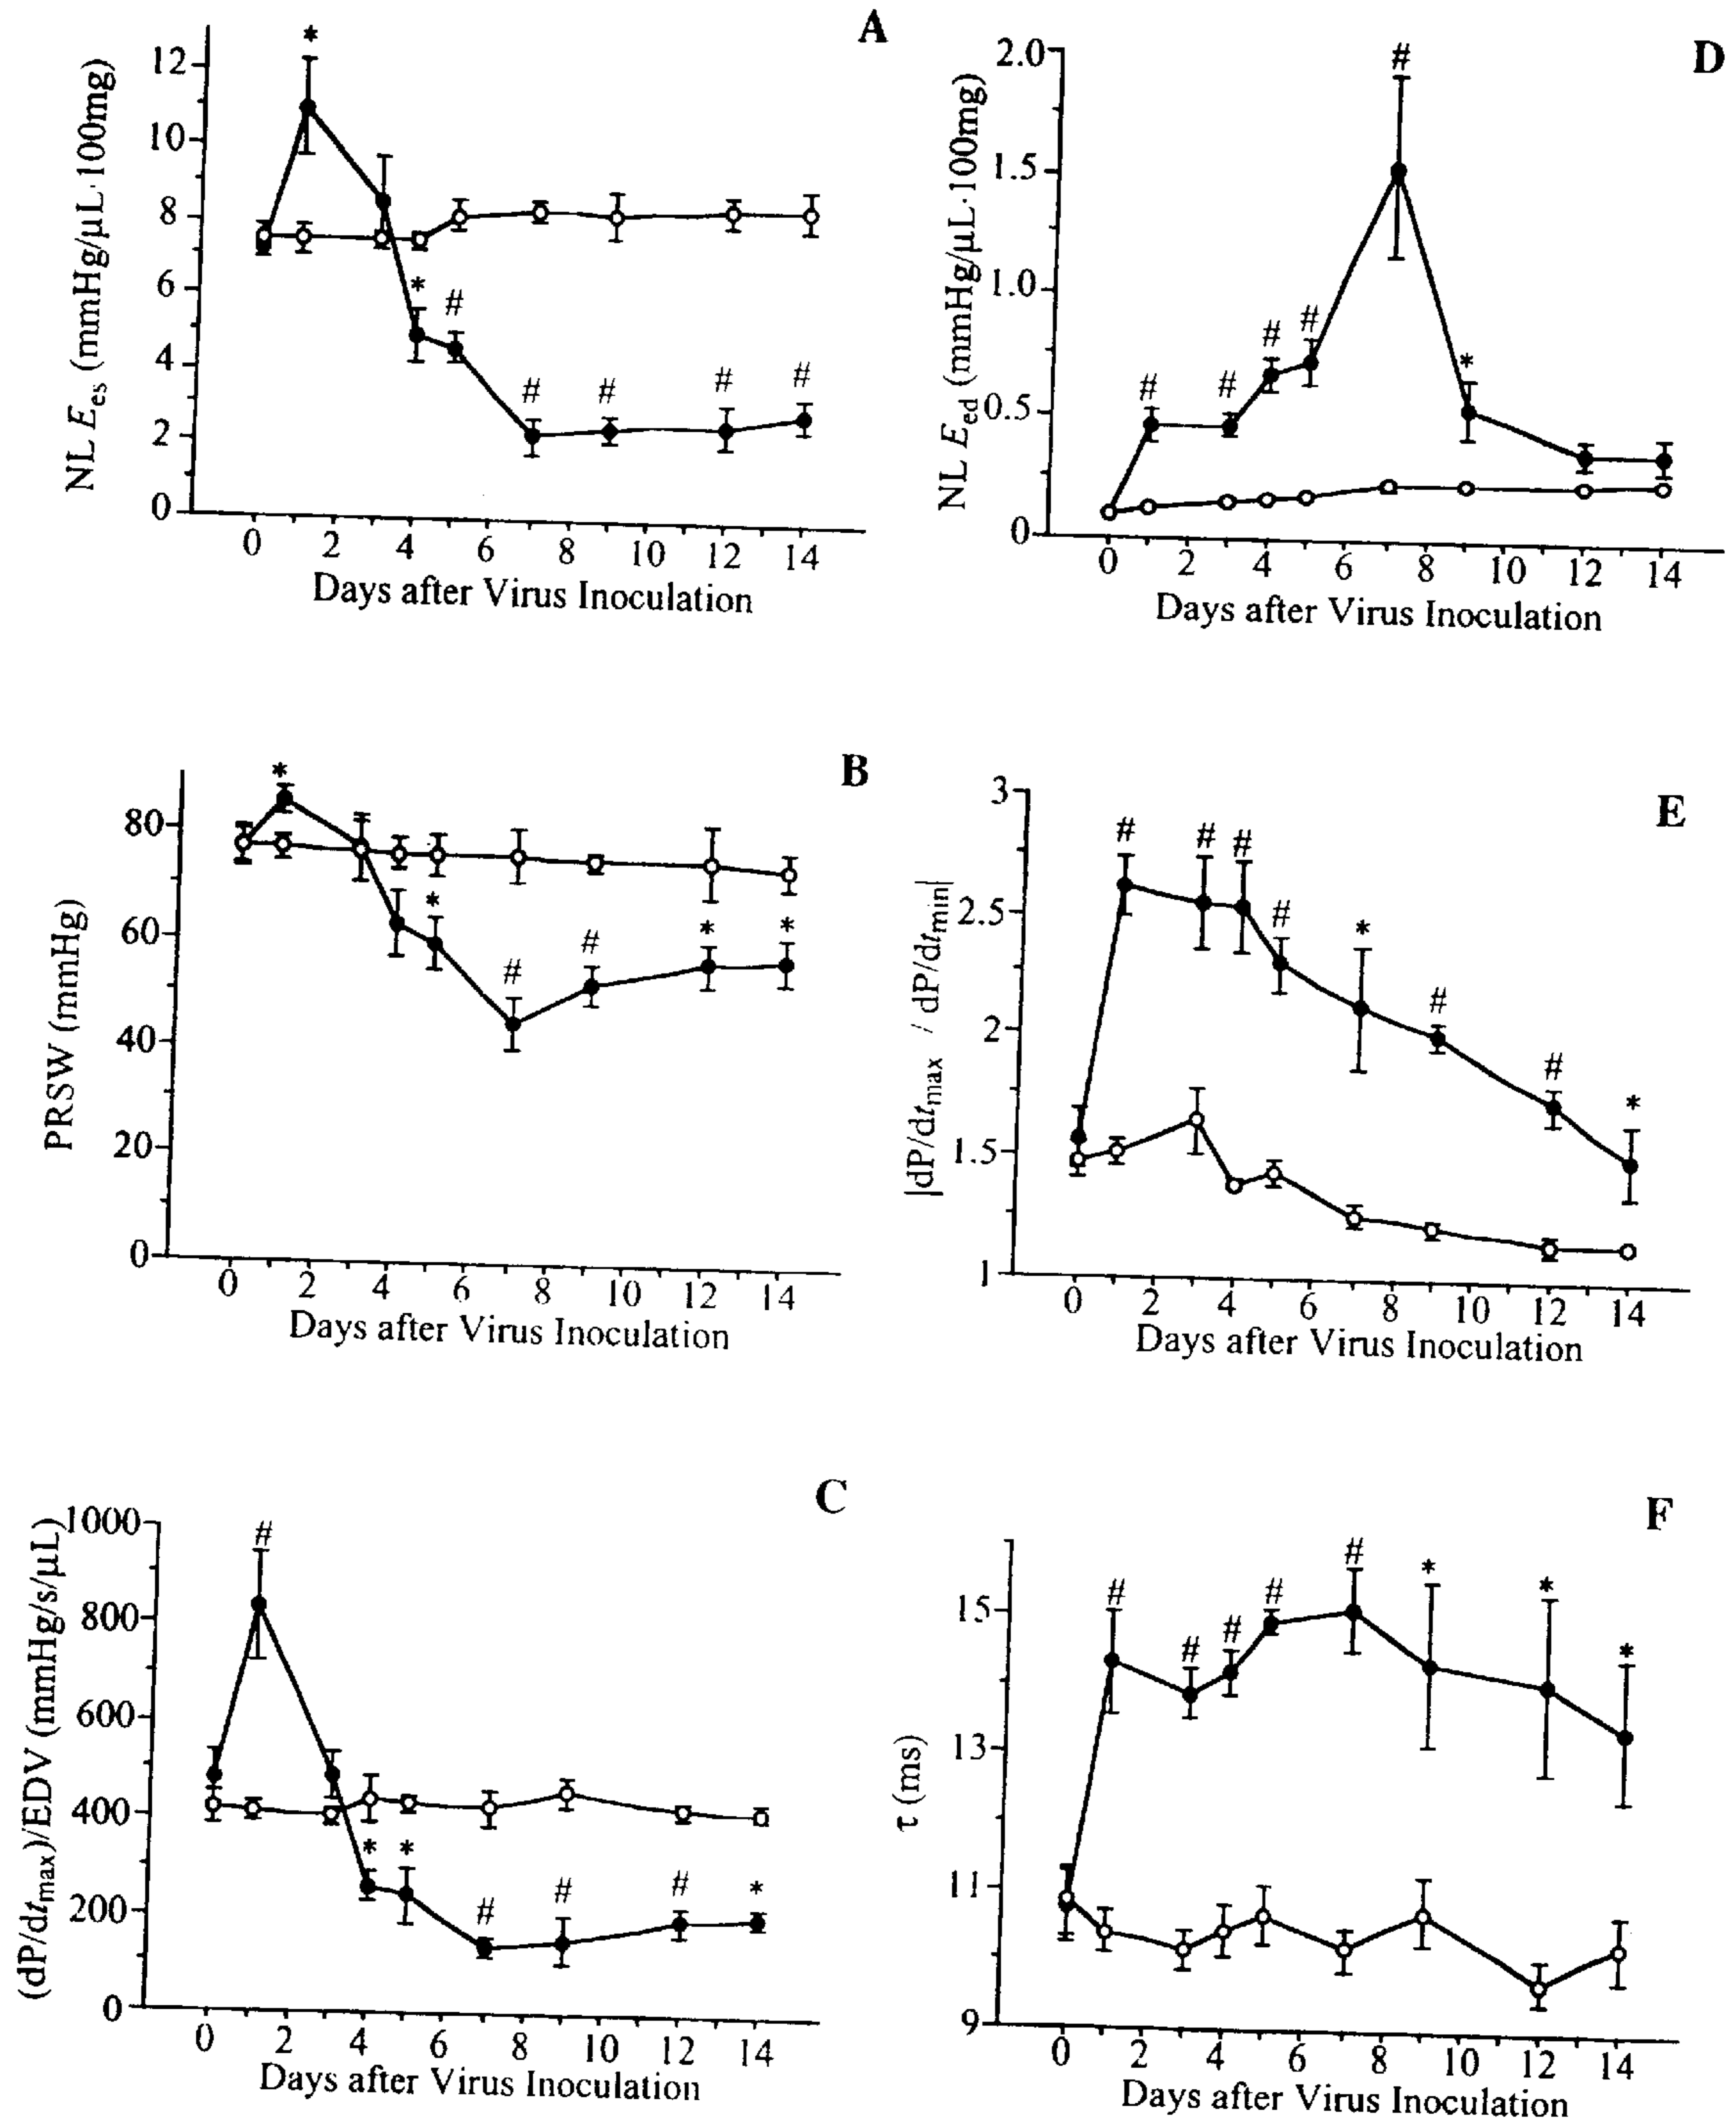 A
NL Ees (mmHg/µL·100mg)
12
10
8
6
4
2
0
* * # # # # #
0 2 4 6 8 10 12 14
Days after Virus Inoculation
D
NL Eed (mmHg/µL·100mg)
2.0
1.5
1.0
0.5
0
# # # # # *
0 2 4 6 8 10 12 14
Days after Virus Inoculation
B
PRSW (mmHg)
80
60
40
20
0
* * # # * *
0 2 4 6 8 10 12 14
Days after Virus Inoculation
E
|dP/dtmax / dP/dtmin|
3
2.5
2
1.5
1
# # # # * # # *
0 2 4 6 8 10 12 14
Days after Virus Inoculation
C
(dP/dtmax)/EDV (mmHg/s/µL)
1000
800
600
400
200
0
# * * # # # *
0 2 4 6 8 10 12 14
Days after Virus Inoculation
F
τ (ms)
15
13
11
9
# # # # # * * *
0 2 4 6 8 10 12 14
Days after Virus Inoculation